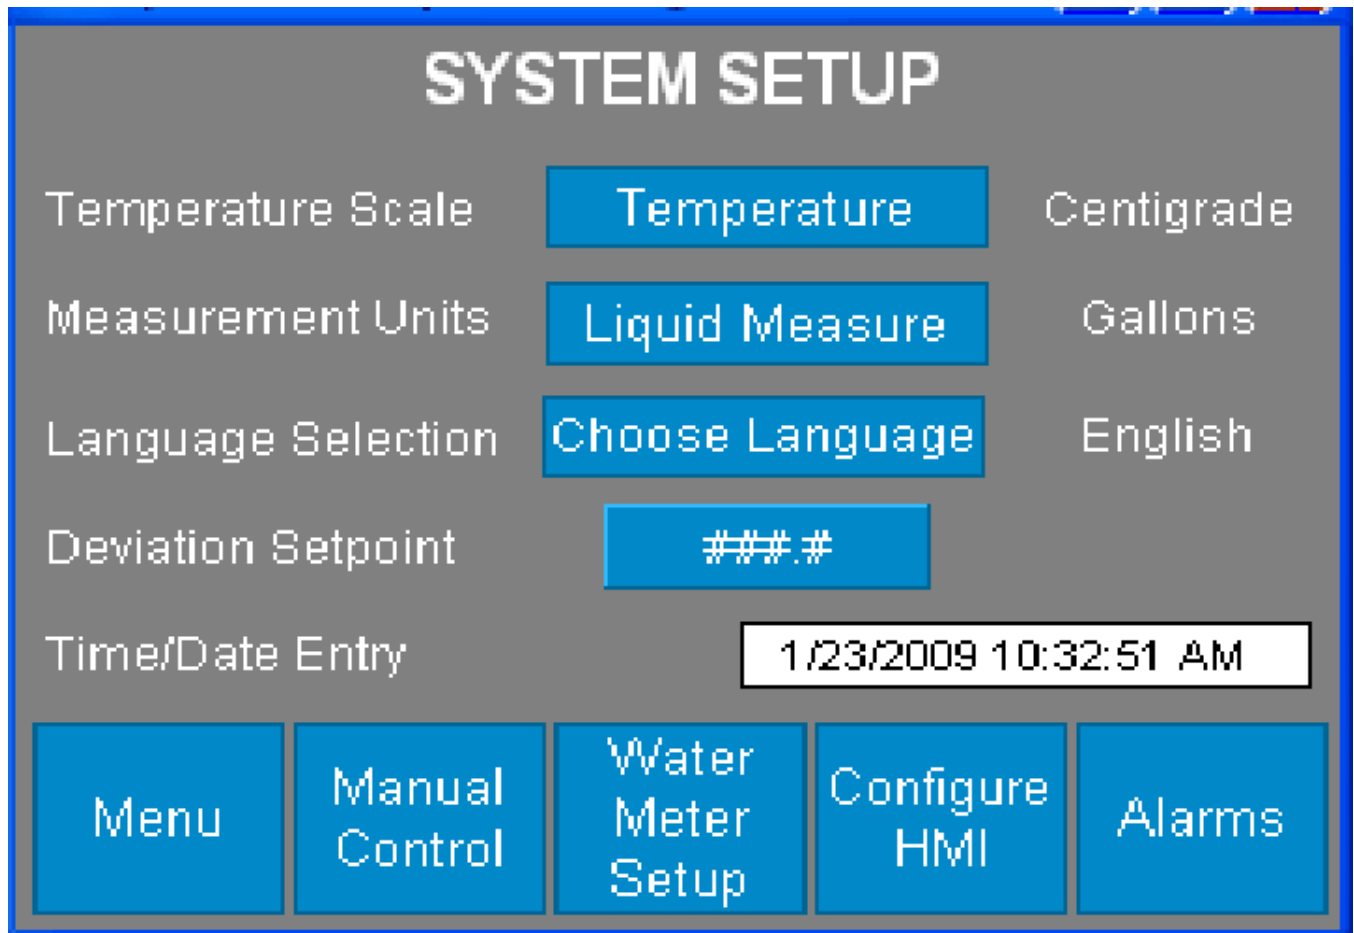 SYSTEM SETUP
Temperature Scale Temperature Centigrade
Measurement Units Liquid Measure Gallons
Language Selection Choose Language English
Deviation Setpoint ###.#
Time/Date Entry 1/23/2009 10:32:51 AM
Menu
Manual
Control
Water
Meter
Setup
Configure
HMI
Alarms